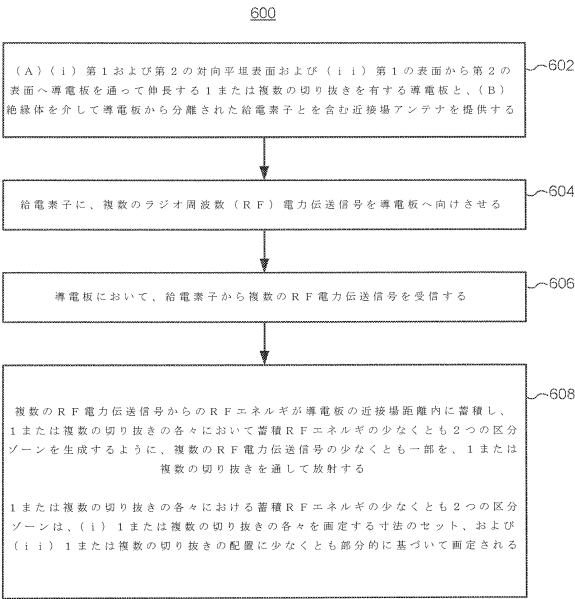 600
(A)(i)第1および第2の対向平坦表面および(ii)第1の表面から第2の
表面へ導電板を通って伸長する1または複数の切り抜きを有する導電板と、(B)
絶縁体を介して導電板から分離された給電素子とを含む近接場アンテナを提供する
602
給電素子に、複数のラジオ周波数(RF)電力伝送信号を導電板へ向けさせる
604
導電板において、給電素子から複数のRF電力伝送信号を受信する
606
複数のRF電力伝送信号からのRFエネルギが導電板の近接場距離内に蓄積し、
1または複数の切り抜きの各々において蓄積RFエネルギの少なくとも2つの区分
ゾーンを生成するように、複数のRF電力伝送信号の少なくとも一部を、1または
複数の切り抜きを通して放射する
1または複数の切り抜きの各々における蓄積RFエネルギの少なくとも2つの区分
ゾーンは、(i)1または複数の切り抜きの各々を画定する寸法のセット、および
(ii)1または複数の切り抜きの配置に少なくとも部分的に基づいて画定される
608